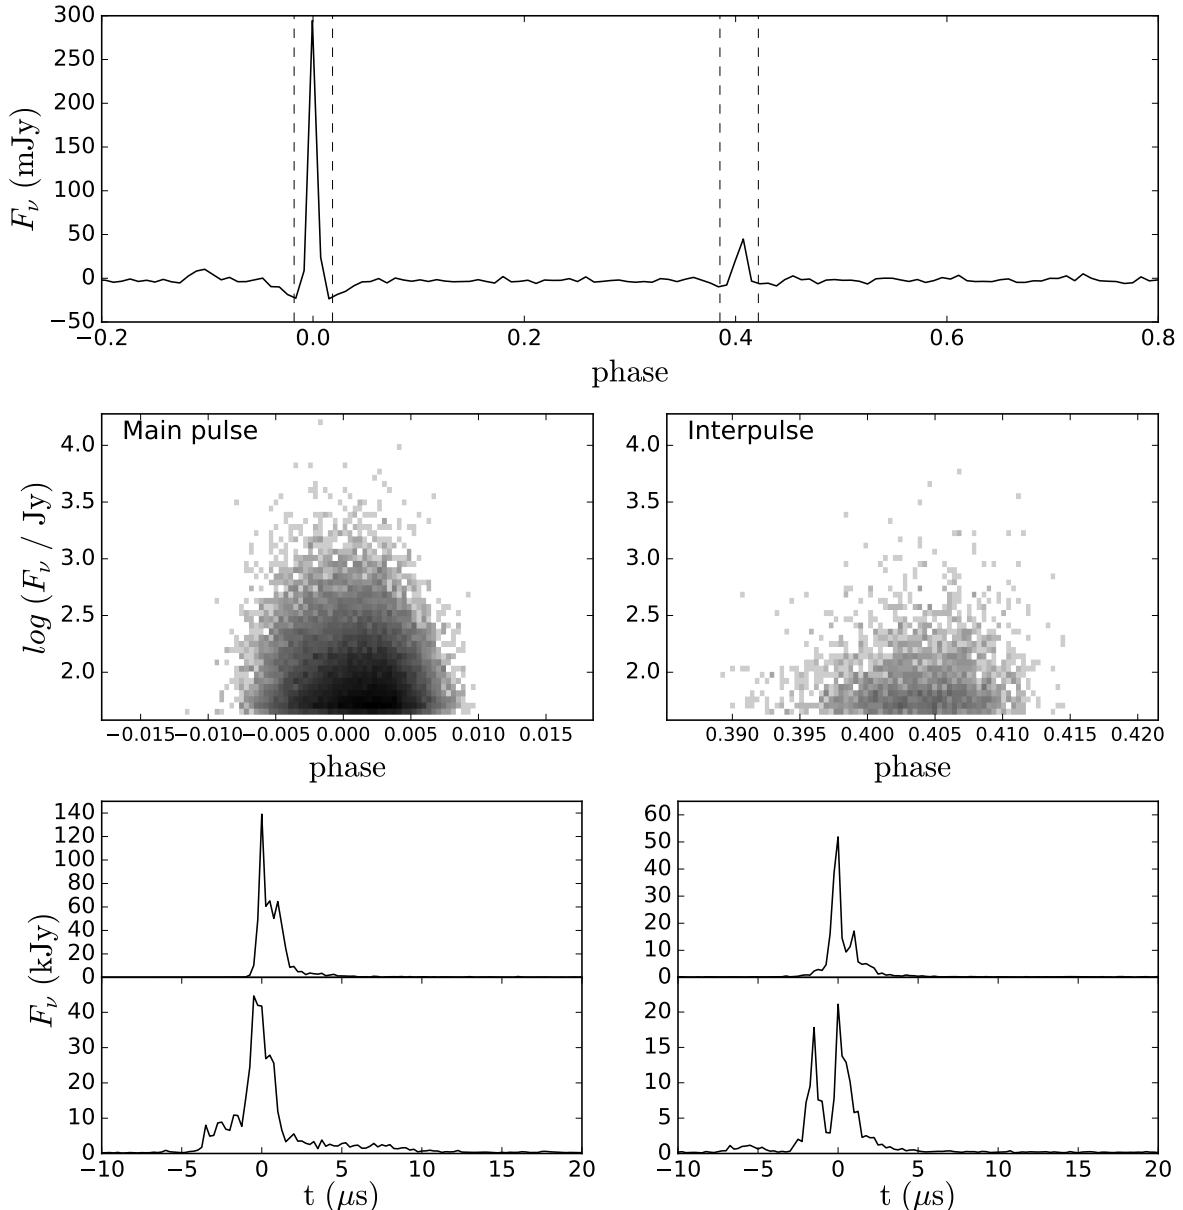 300
250
200
150
100
50
0
−50
F_ν (mJy)
−0.2 0.0 0.2 0.4 0.6 0.8
phase
Main pulse
4.0
3.5
3.0
2.5
2.0
log (F_ν / Jy)
−0.015 −0.010 −0.005 0.000 0.005 0.010 0.015
phase
Interpulse
4.0
3.5
3.0
2.5
2.0
0.390 0.395 0.400 0.405 0.410 0.415 0.420
phase
F_ν (kJy)
140
120
100
80
60
40
20
0
40
30
20
10
0
−10 −5 0 5 10 15 20
t (μs)
60
50
40
30
20
10
0
20
15
10
5
0
−10 −5 0 5 10 15 20
t (μs)